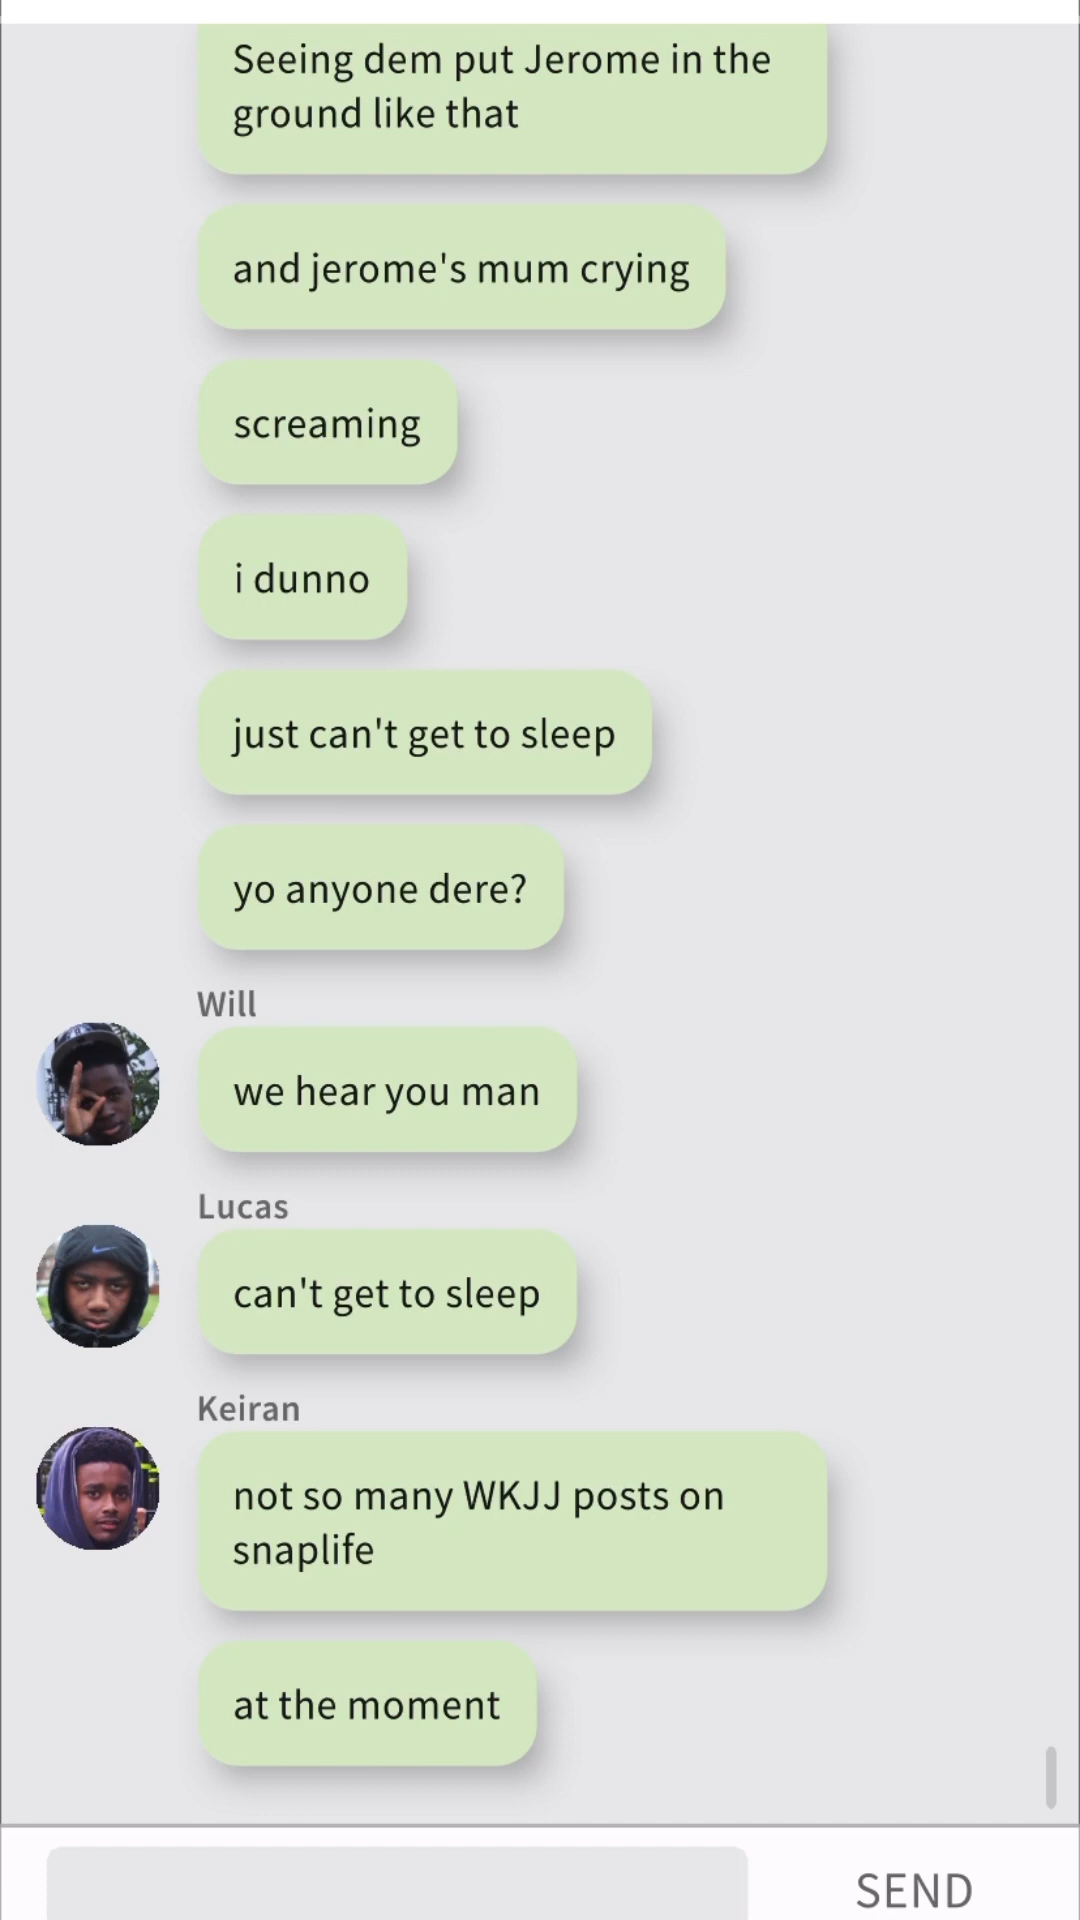 Seeing dem put Jerome in the
ground like that
and jerome's mum crying
screaming
i dunno
just can't get to sleep
yo anyone dere?
Will
we hear you man
Lucas
can't get to sleep
Keiran
not so many WKJJ posts on
snaplife
at the moment
SEND